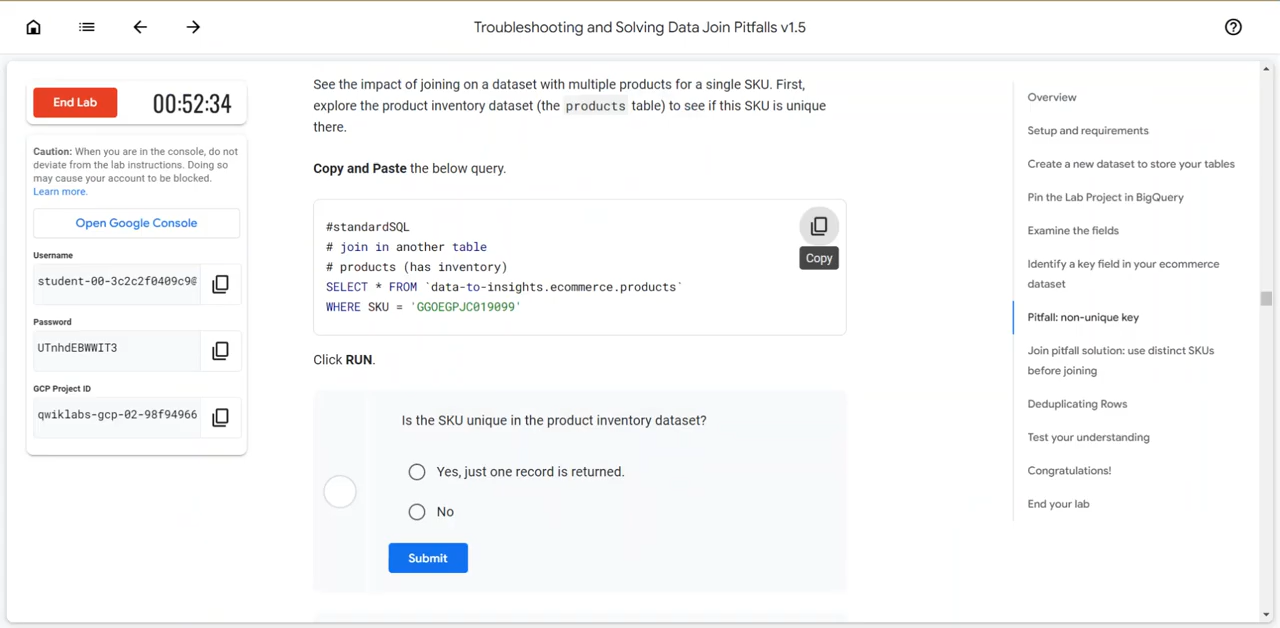 Troubleshooting and Solving Data Join Pitfalls v1.5
End Lab
00:52:34
Caution: When you are in the console, do not
deviate from the lab instructions. Doing so
may cause your account to be blocked.
Learn more.
Open Google Console
Username
student-00-3c2c2f0409c9@
Password
UTnhdEBWWIT3
GCP Project ID
qwiklabs-gcp-02-98f94966
See the impact of joining on a dataset with multiple products for a single SKU. First,
explore the product inventory dataset (the products table) to see if this SKU is unique
there.
Copy and Paste the below query.
#standardSQL
# join in another table
# products (has inventory)
SELECT * FROM `data-to-insights.ecommerce.products`
WHERE SKU = 'GGOEGPJC019099'
Copy
Click RUN.
Is the SKU unique in the product inventory dataset?
Yes, just one record is returned.
No
Submit
Overview
Setup and requirements
Create a new dataset to store your tables
Pin the Lab Project in BigQuery
Examine the fields
Identify a key field in your ecommerce
dataset
Pitfall: non-unique key
Join pitfall solution: use distinct SKUs
before joining
Deduplicating Rows
Test your understanding
Congratulations!
End your lab